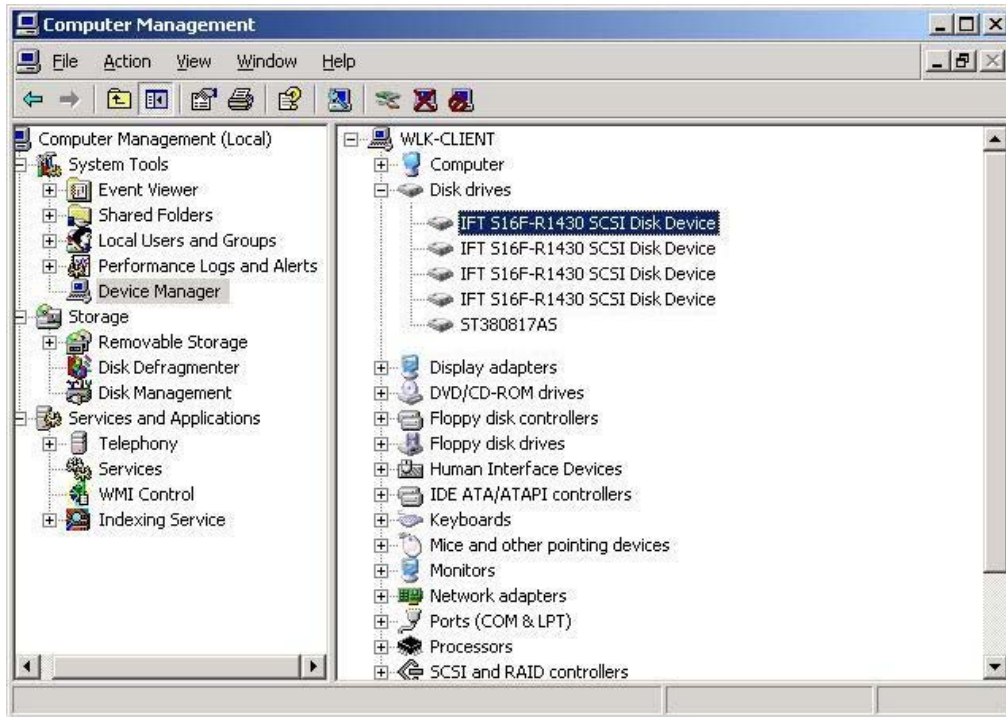 Computer Management
File Action View Window Help
Computer Management (Local)
System Tools
Event Viewer
Shared Folders
Local Users and Groups
Performance Logs and Alerts
Device Manager
Storage
Removable Storage
Disk Defragmenter
Disk Management
Services and Applications
Telephony
Services
WMI Control
Indexing Service
WLK-CLIENT
Computer
Disk drives
IFT S16F-R1430 SCSI Disk Device
IFT S16F-R1430 SCSI Disk Device
IFT S16F-R1430 SCSI Disk Device
IFT S16F-R1430 SCSI Disk Device
ST380817AS
Display adapters
DVD/CD-ROM drives
Floppy disk controllers
Floppy disk drives
Human Interface Devices
IDE ATA/ATAPI controllers
Keyboards
Mice and other pointing devices
Monitors
Network adapters
Ports (COM & LPT)
Processors
SCSI and RAID controllers